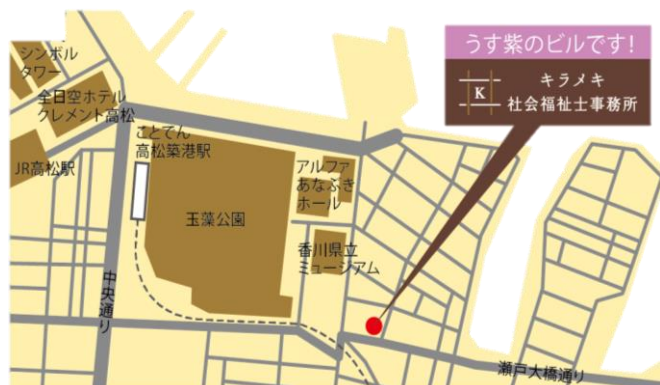 うす紫のビルです!
K
キラメキ
社会福祉士事務所
シンボル
タワー
全日空ホテル
クレメント高松
JR高松駅
ことでん
高松築港駅
玉藻公園
アルファ
あなぶき
ホール
香川県立
ミュージアム
中央通り
瀬戸大橋通り